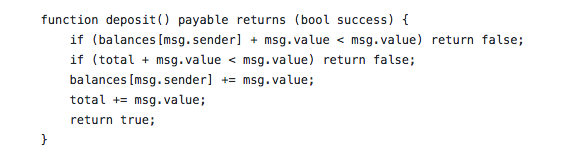 function deposit() payable returns (bool success) {
if (balances[msg.sender] + msg.value < msg.value) return false;
if (total + msg.value < msg.value) return false;
balances[msg.sender] += msg.value;
total += msg.value;
return true;
}